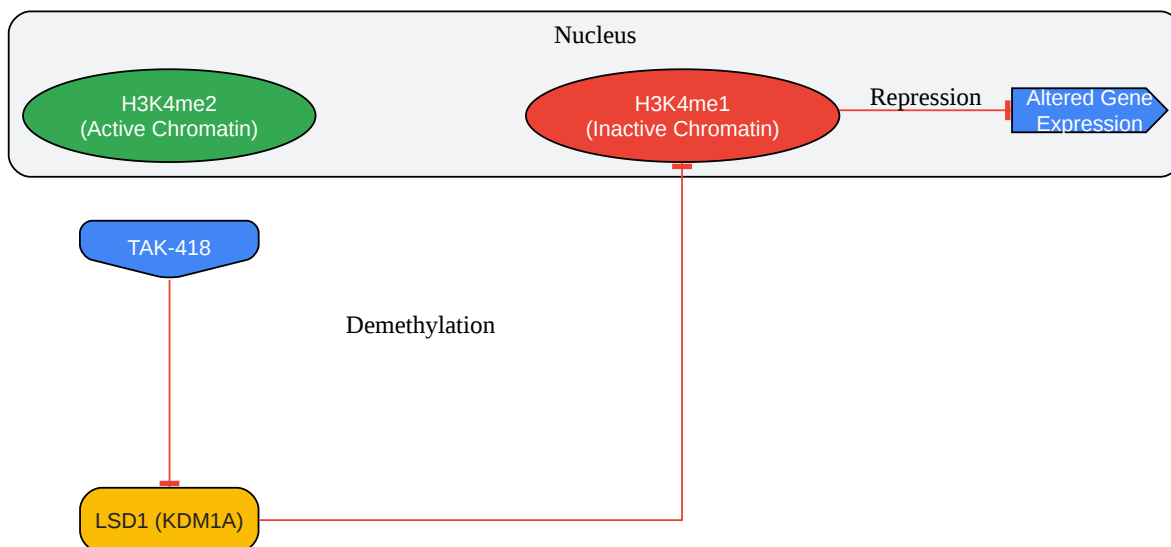 Nucleus
H3K4me2
(Active Chromatin)
H3K4me1
(Inactive Chromatin)
Repression
Altered Gene
Expression
TAK-418
Demethylation
LSD1 (KDM1A)